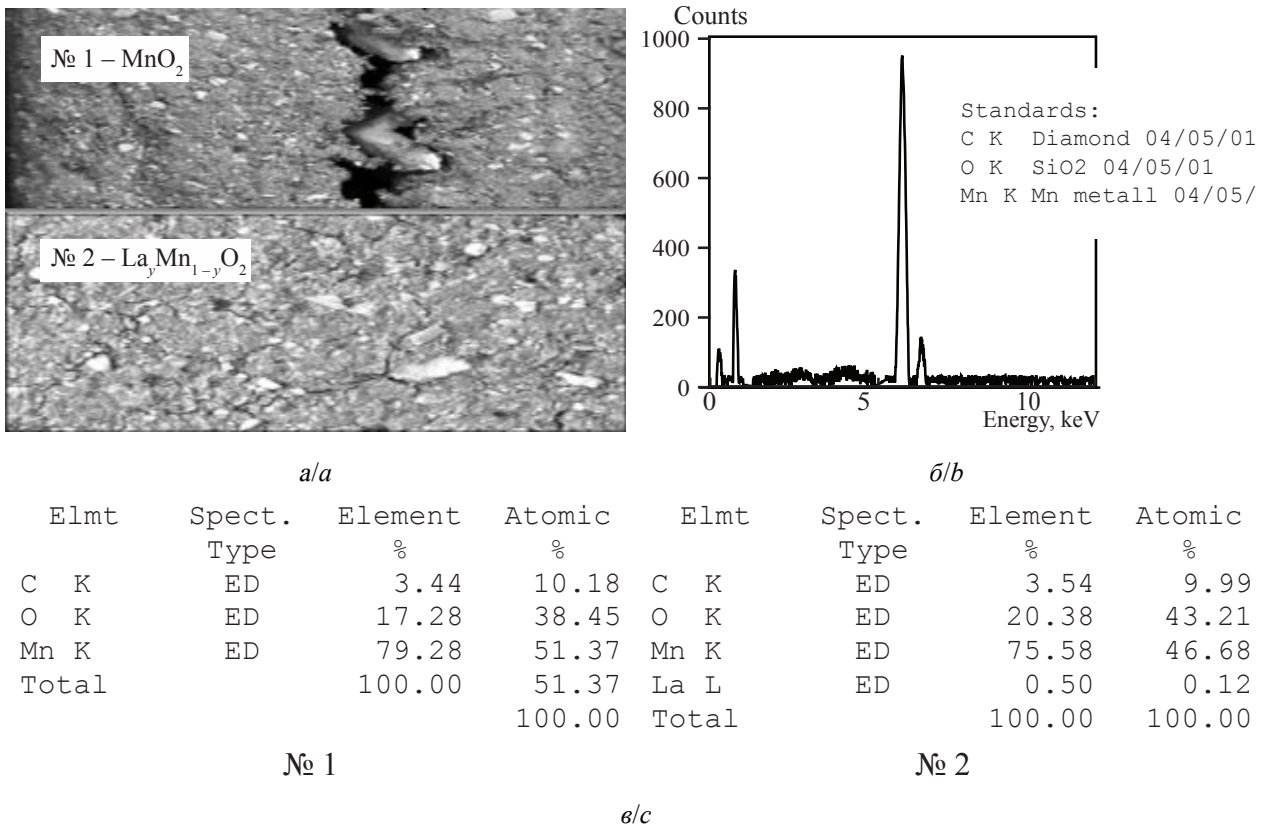 № 1 – MnO₂
№ 2 – LaᵧMn₁₋ᵧO₂
Counts
1000
800
600
400
200
0
0 5 10
Energy, keV
Standards:
C K Diamond 04/05/01
O K SiO2 04/05/01
Mn K Mn metall 04/05/
а/a
б/b
Elmt Spect. Element Atomic Elmt Spect. Element Atomic
Type % % Type % %
C K ED 3.44 10.18 C K ED 3.54 9.99
O K ED 17.28 38.45 O K ED 20.38 43.21
Mn K ED 79.28 51.37 Mn K ED 75.58 46.68
Total 100.00 51.37 La L ED 0.50 0.12
100.00 Total 100.00 100.00
№ 1 № 2
в/c